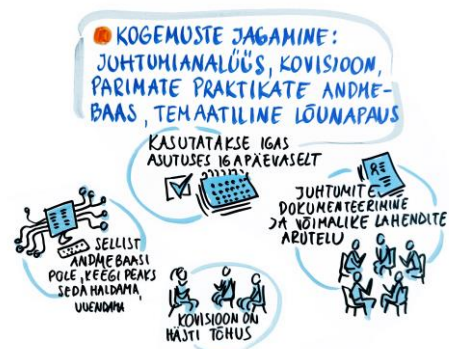 KOGEMUSTE JAGAMINE:
JUHTUMIANALÜÜS, KOVISIOON,
PARIMATE PRAKTIKATE ANDME-
BAAS, TEMAATILINE LÕUNAPAUS
KASUTATAKSE IGAS
ASUTUSES IGAPÄEVASELT
JUHTUMITE
DOKUMENTEERIMINE
JA VÕIMALIKE LAHENDITE
ARUTELU
SELLIST
ANDMEBAASI
POLE, KEEGI PEAKS
SEDA HALDAMA,
UUENDAMA
KOVISIOON ON
HÄSTI TÕHUS